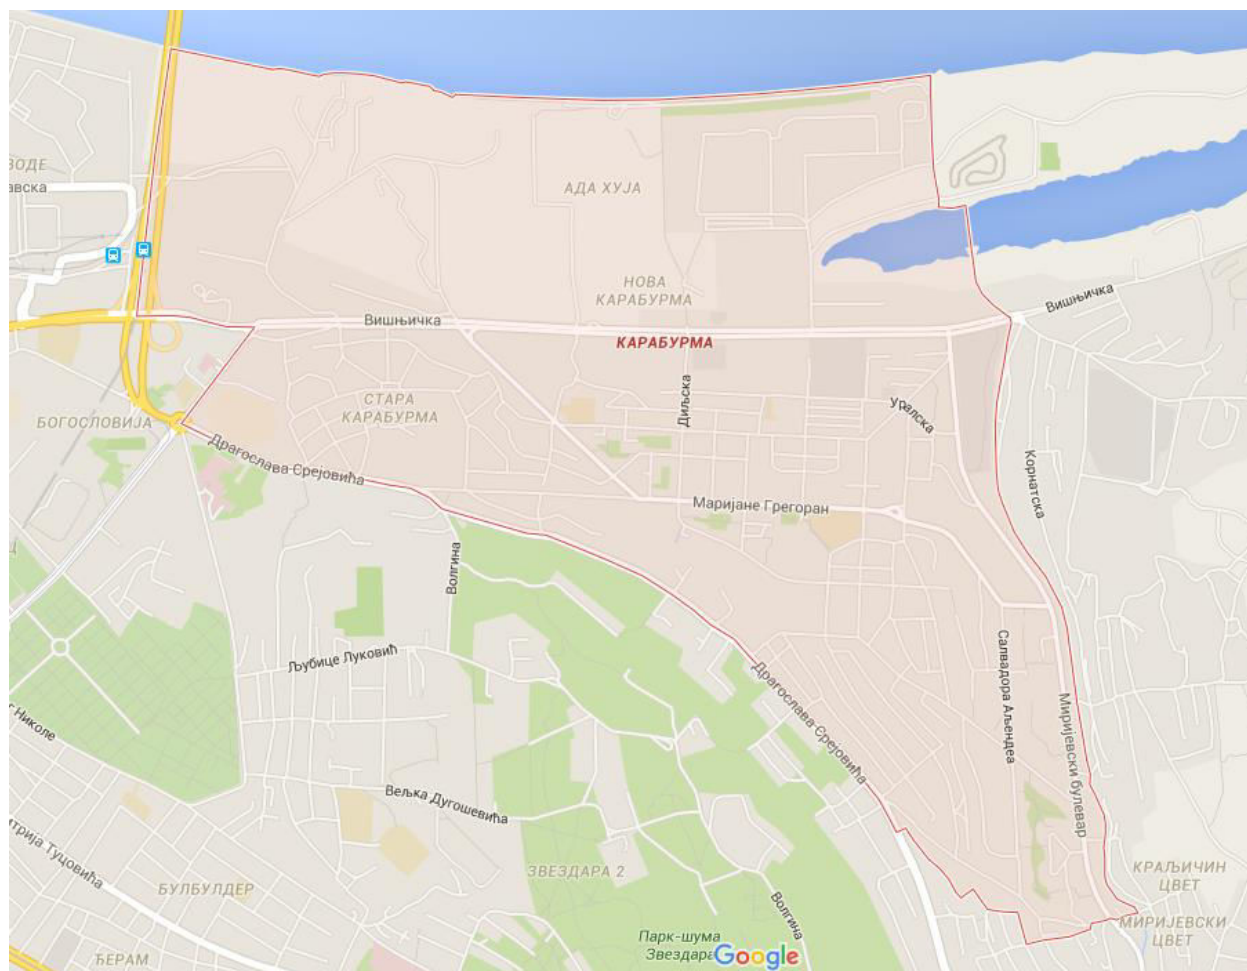 ВОДЕ
авска
АДА ХУЈА
НОВА
КАРАБУРМА
Вишњичка
Вишњичка
КАРАБУРМА
СТАРА
КАРАБУРМА
Диљска
Уралска
БОГОСЛОВИЈА
Драгослава Срејовића
Корнатска
Маријане Грегоран
Волгина
Љубице Луковић
Салвадора Аљендеа
Драгослава Срејовића
Миријевски булевар
г Николе
Вељка Дугошевића
итрија Туцовића
БУЛБУЛДЕР
ЗВЕЗДАРА 2
КРАЉИЧИН
ЦВЕТ
Волгина
МИРИЈЕВСКИ
ЦВЕТ
Парк-шума
Звездара
Google
ЂЕРАМ